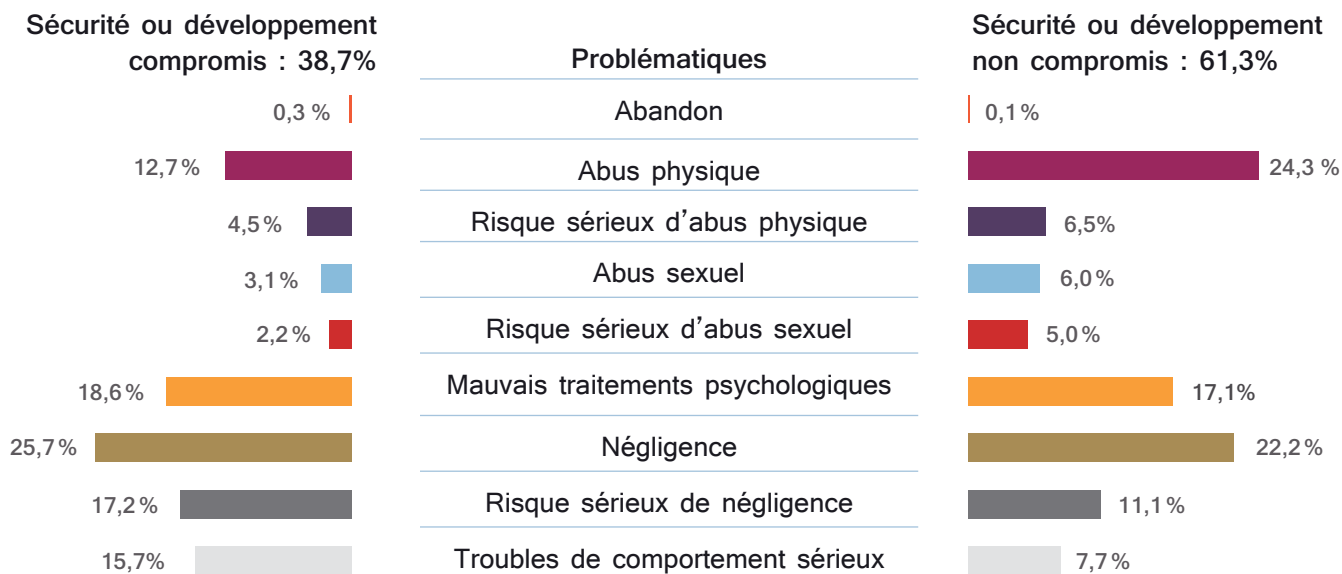 Sécurité ou développement
compromis : 38,7%
Problématiques
Sécurité ou développement
non compromis : 61,3%
0,3 %
Abandon
0,1%
12,7 %
Abus physique
24,3 %
4,5 %
Risque sérieux d’abus physique
6,5%
3,1 %
Abus sexuel
6,0 %
2,2 %
Risque sérieux d’abus sexuel
5,0 %
18,6 %
Mauvais traitements psychologiques
17,1%
25,7 %
Négligence
22,2 %
17,2 %
Risque sérieux de négligence
11,1 %
15,7%
Troubles de comportement sérieux
7,7 %